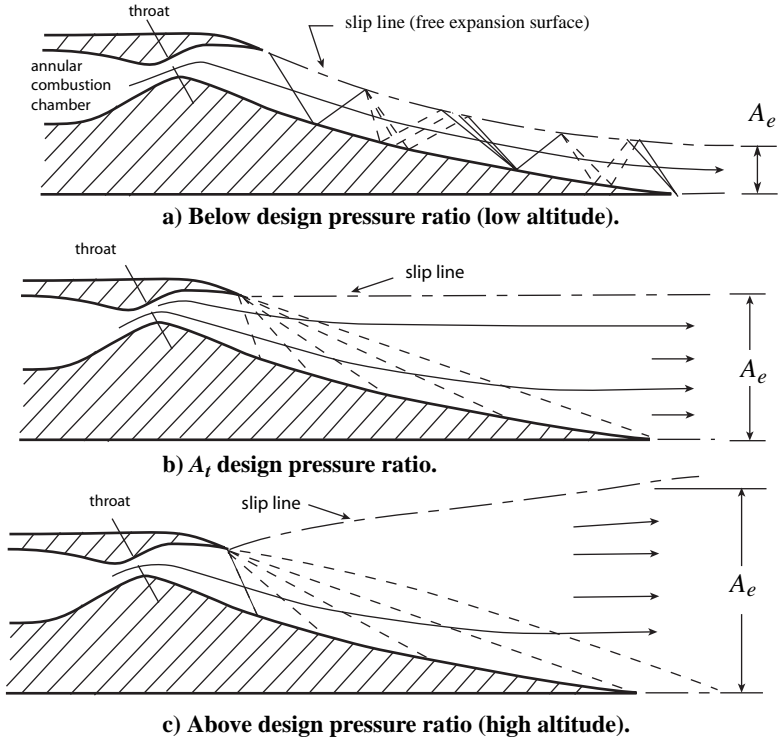 throat
slip line (free expansion surface)
annular
combustion
chamber
A_e
a) Below design pressure ratio (low altitude).
throat
slip line
A_e
b) A_t design pressure ratio.
throat
slip line
A_e
c) Above design pressure ratio (high altitude).